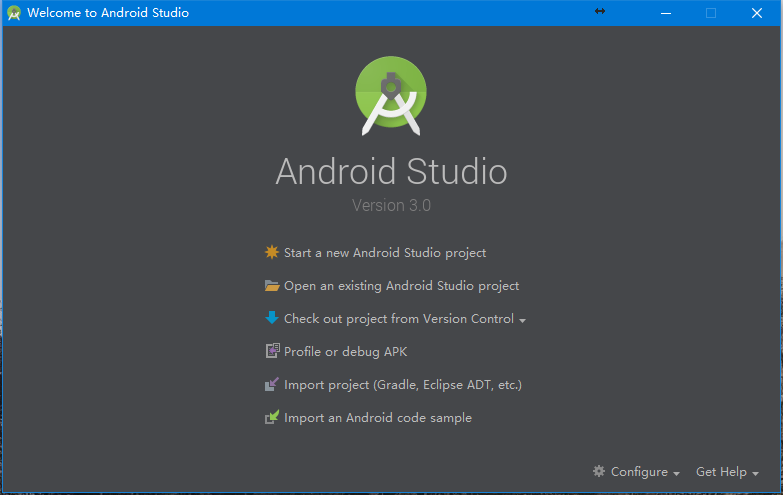 Welcome to Android Studio
Android Studio
Version 3.0
Start a new Android Studio project
Open an existing Android Studio project
Check out project from Version Control
Profile or debug APK
Import project (Gradle, Eclipse ADT, etc.)
Import an Android code sample
Configure Get Help